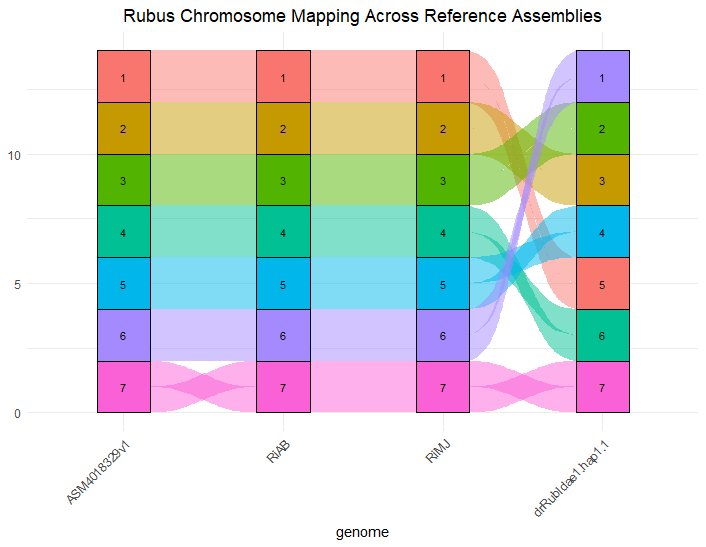 Rubus Chromosome Mapping Across Reference Assemblies
1 1 1 1
2 2 2 2
10
3 3 3 3
4 4 4 4
5
5 5 5 5
6 6 6 6
7 7 7 7
0
ASM4018329v1 RiAB RiMJ drRubIdae1.hap1.1
genome